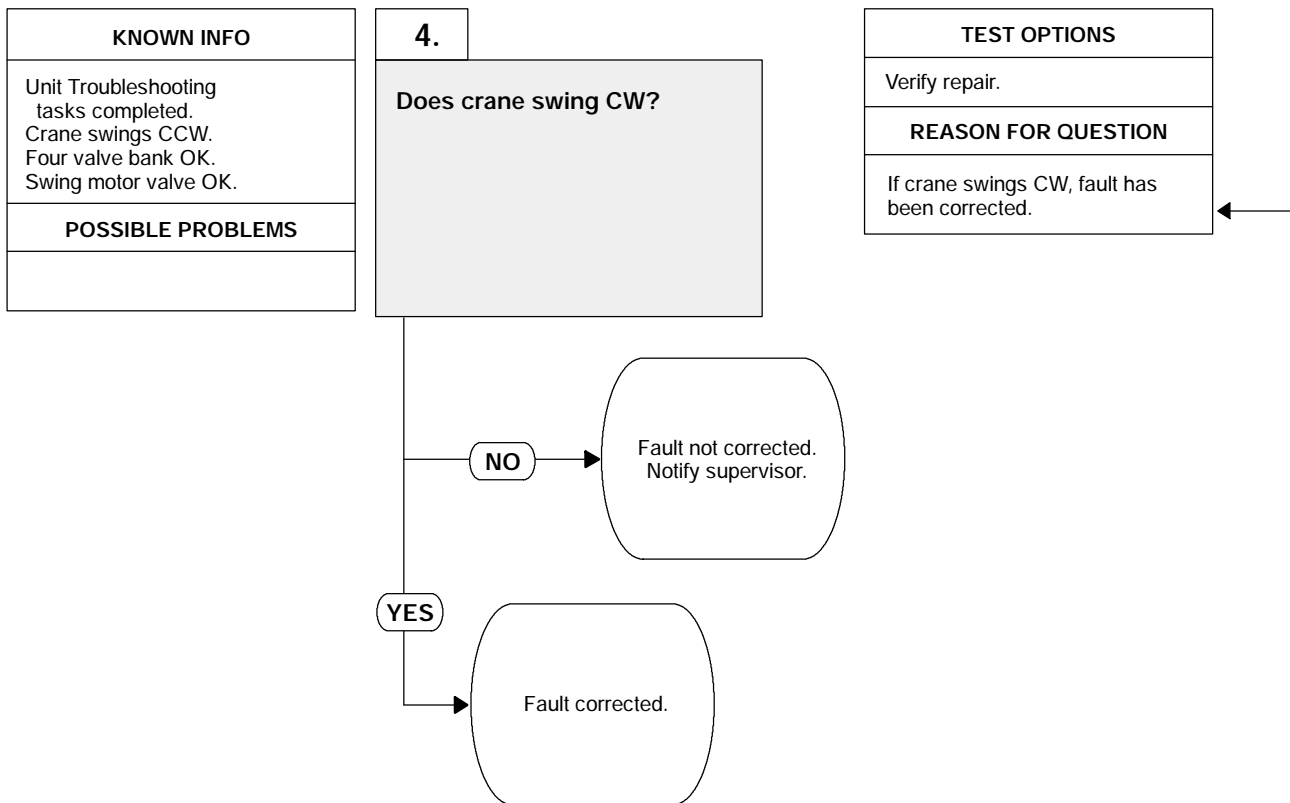 KNOWN INFO
Unit Troubleshooting
tasks completed.
Crane swings CCW.
Four valve bank OK.
Swing motor valve OK.
POSSIBLE PROBLEMS
4.
Does crane swing CW?
TEST OPTIONS
Verify repair.
REASON FOR QUESTION
If crane swings CW, fault has
been corrected.
NO
Fault not corrected.
Notify supervisor.
YES
Fault corrected.